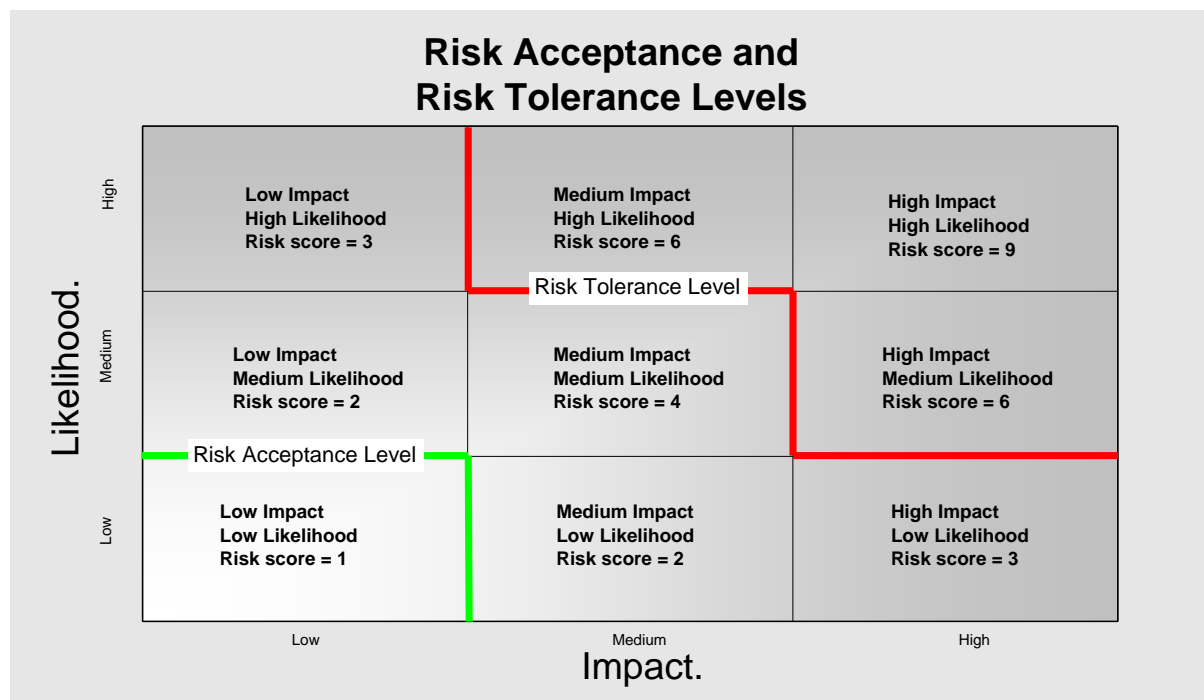 Risk Acceptance and
Risk Tolerance Levels
High
Low Impact
High Likelihood
Risk score = 3
Medium Impact
High Likelihood
Risk score = 6
High Impact
High Likelihood
Risk score = 9
Risk Tolerance Level
Likelihood.
Medium
Low Impact
Medium Likelihood
Risk score = 2
Medium Impact
Medium Likelihood
Risk score = 4
High Impact
Medium Likelihood
Risk score = 6
Risk Acceptance Level
Low
Low Impact
Low Likelihood
Risk score = 1
Medium Impact
Low Likelihood
Risk score = 2
High Impact
Low Likelihood
Risk score = 3
Low
Medium
High
Impact.